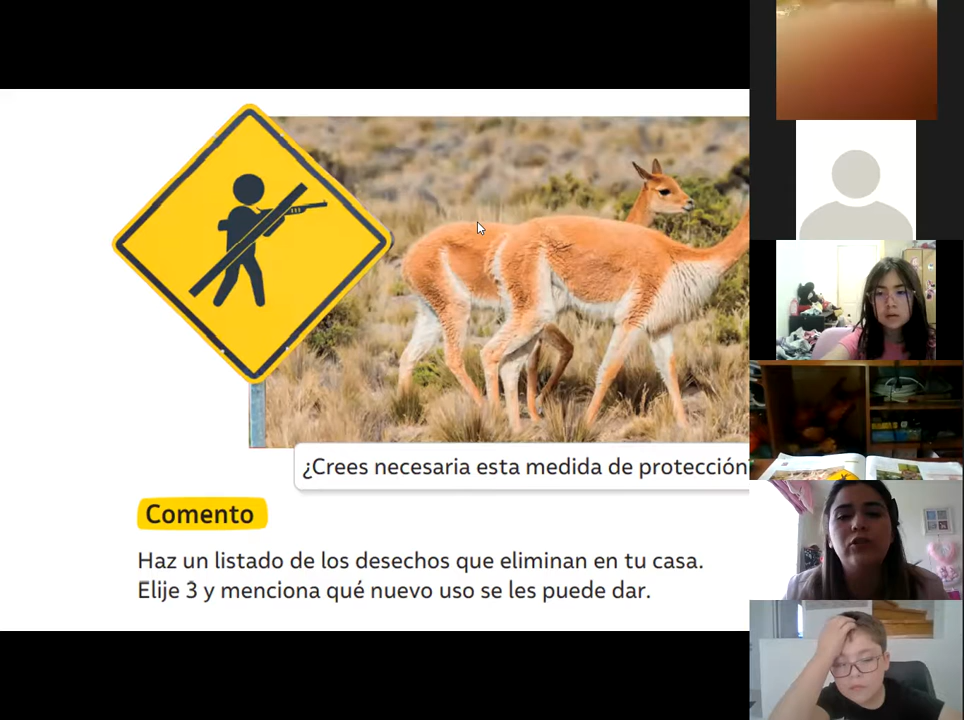 ¿Crees necesaria esta medida de protección
Comento
Haz un listado de los desechos que eliminan en tu casa.
Elije 3 y menciona qué nuevo uso se les puede dar.